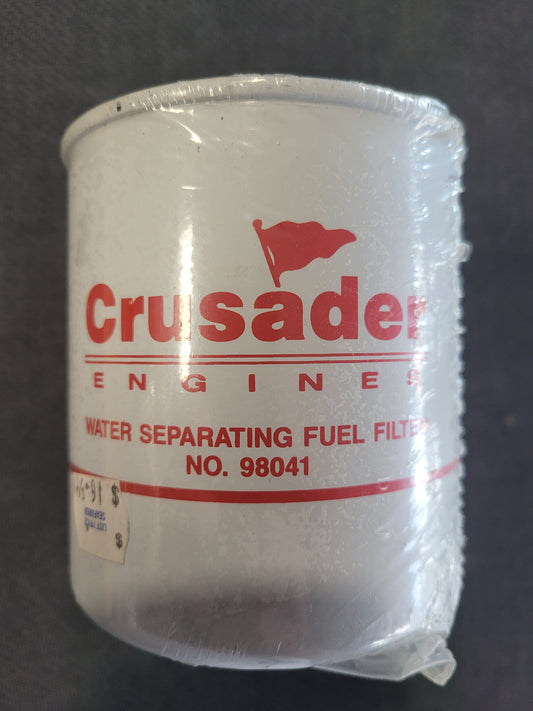 Crusader
ENGINES
WATER SEPARATING FUEL FILTER
NO. 98041
$
$